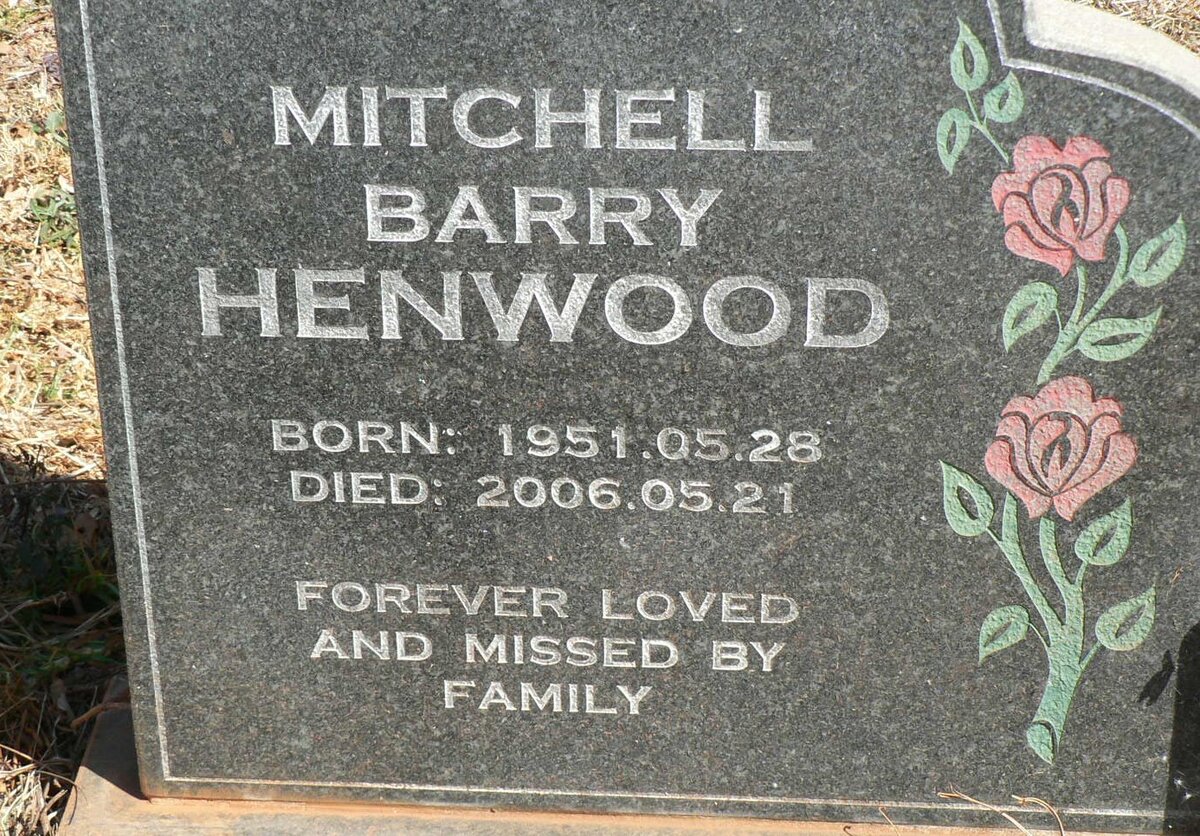 MITCHELL
BARRY
HENWOOD
BORN: 1951.05.28
DIED: 2006.05.21
FOREVER LOVED
AND MISSED BY
FAMILY